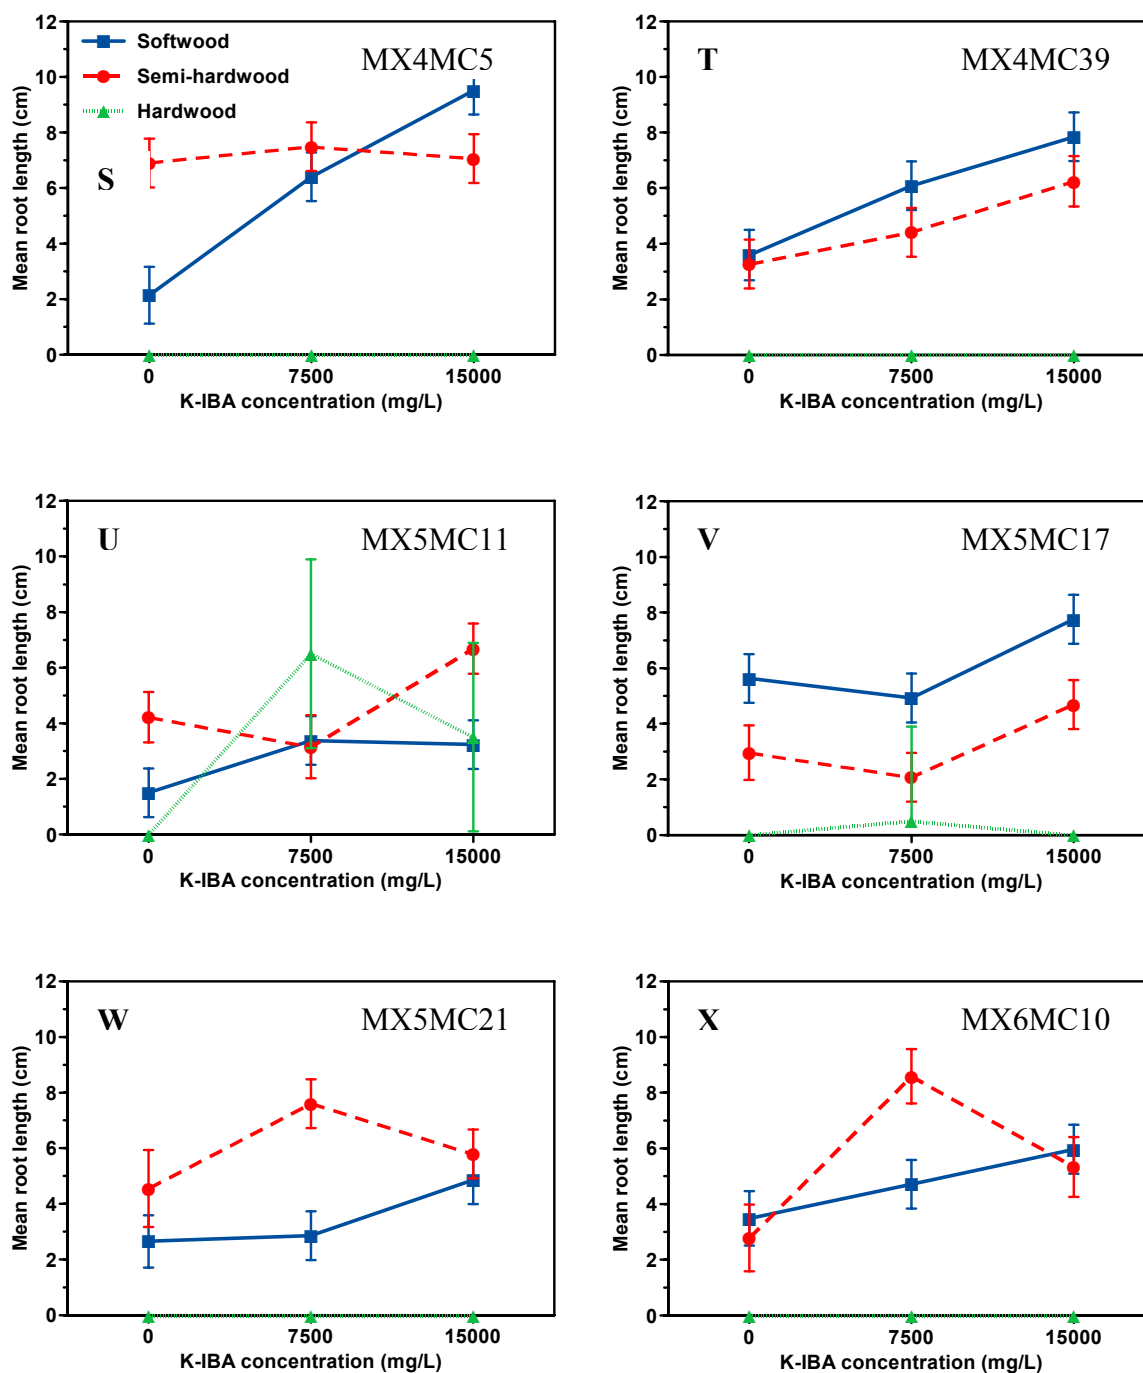 12
10
8
6
4
2
0
Mean root length (cm)
Softwood
Semi-hardwood
Hardwood
MX4MC5
S
0 7500 15000
K-IBA concentration (mg/L)
12
10
8
6
4
2
0
Mean root length (cm)
T MX4MC39
0 7500 15000
K-IBA concentration (mg/L)
12
10
8
6
4
2
0
Mean root length (cm)
U MX5MC11
0 7500 15000
K-IBA concentration (mg/L)
12
10
8
6
4
2
0
Mean root length (cm)
V MX5MC17
0 7500 15000
K-IBA concentration (mg/L)
12
10
8
6
4
2
0
Mean root length (cm)
W MX5MC21
0 7500 15000
K-IBA concentration (mg/L)
12
10
8
6
4
2
0
Mean root length (cm)
X MX6MC10
0 7500 15000
K-IBA concentration (mg/L)